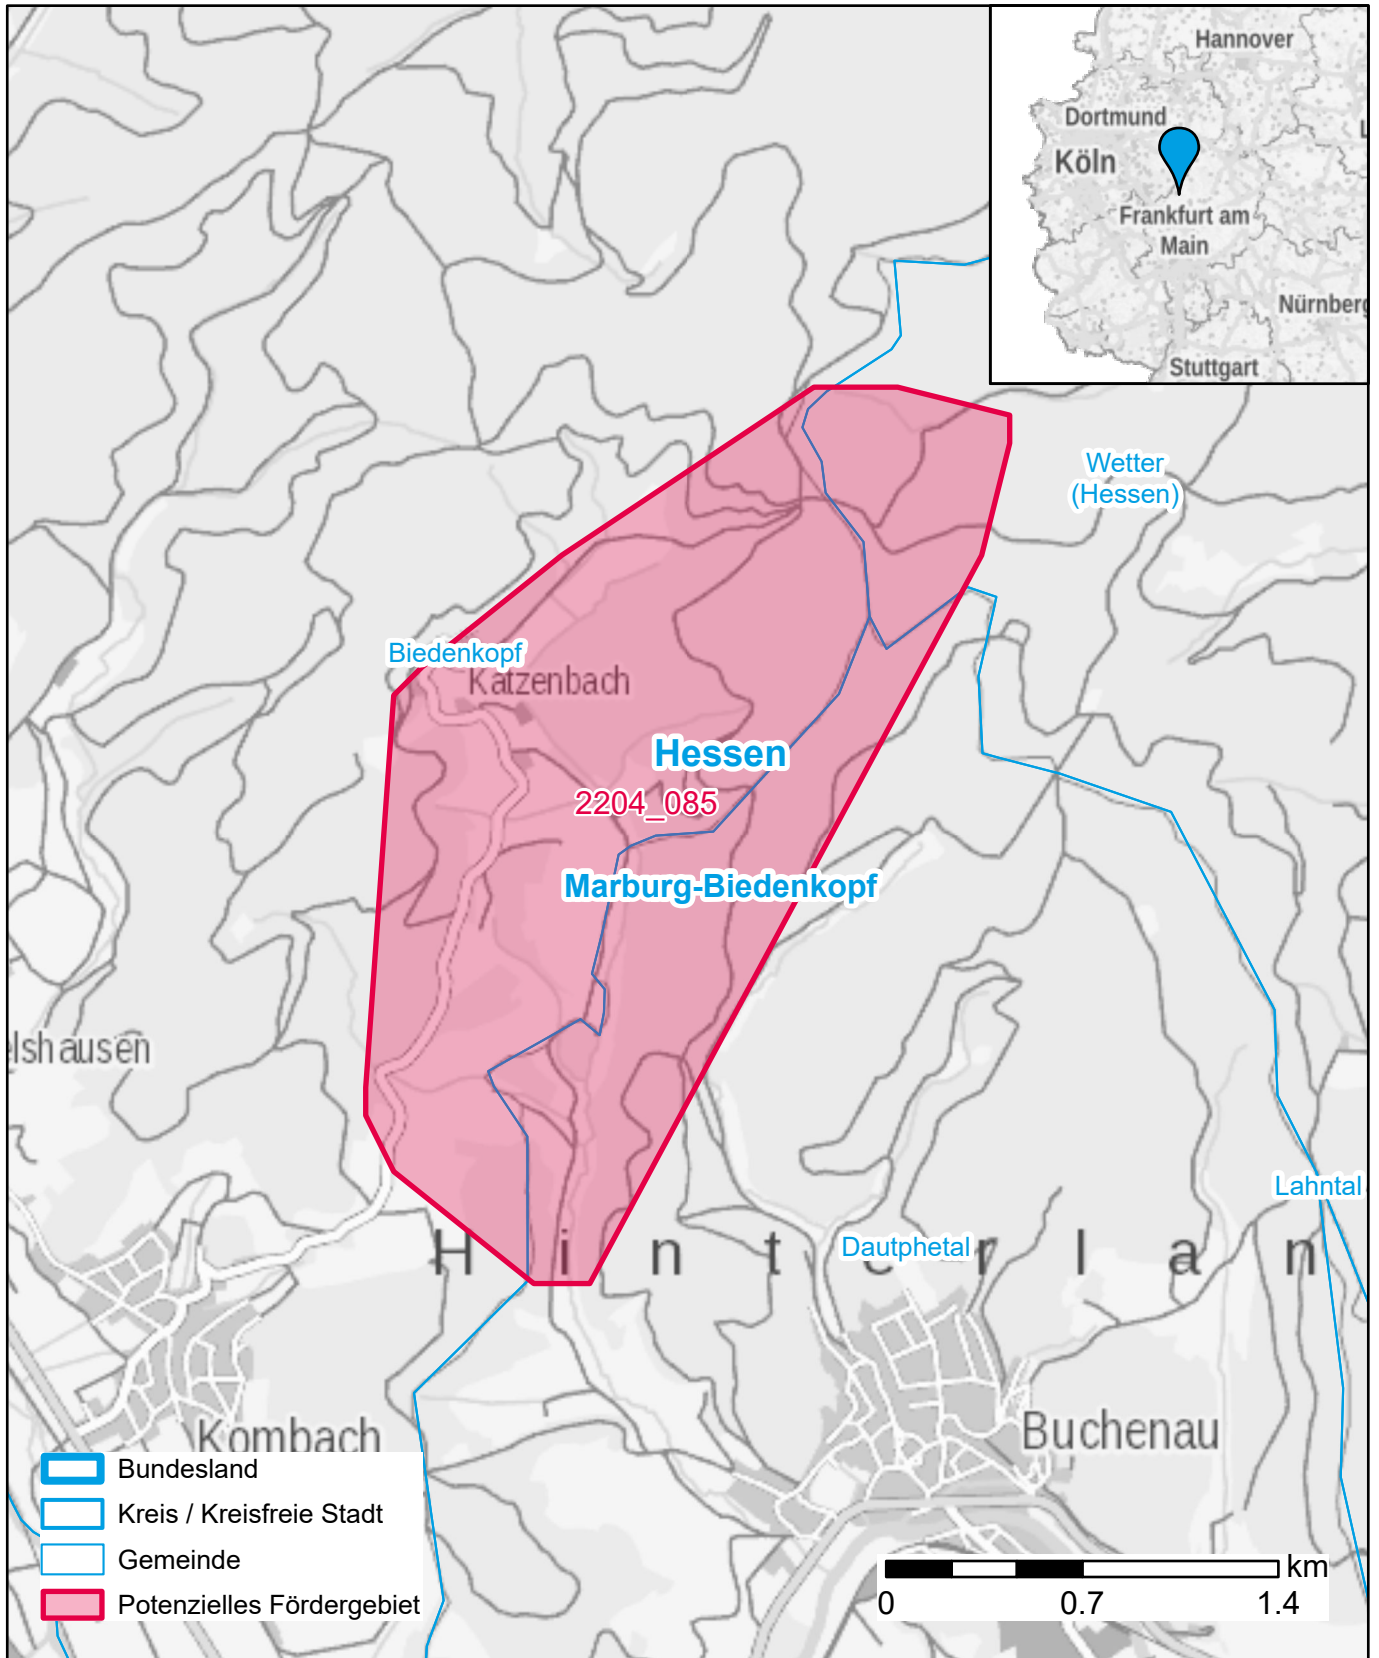 Hannover
Dortmund
Köln
Frankfurt am
Main
Nürnberg
Stuttgart
Wetter
(Hessen)
Biedenkopf
Katzenbach
Hessen
2204_085
Marburg-Biedenkopf
elshausen
Lahntal
Dautphetal
H i n t e r l a n
Kombach
Buchenau
Bundesland
Kreis / Kreisfreie Stadt
Gemeinde
Potenzielles Fördergebiet
km
0 0.7 1.4